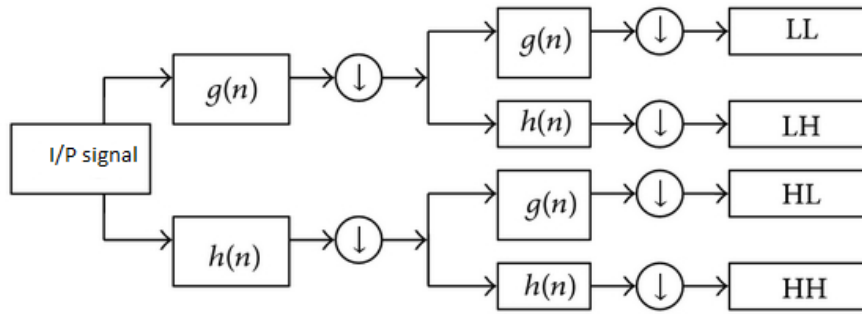 g(n)
LL
g(n)
h(n)
LH
I/P signal
g(n)
HL
h(n)
h(n)
HH